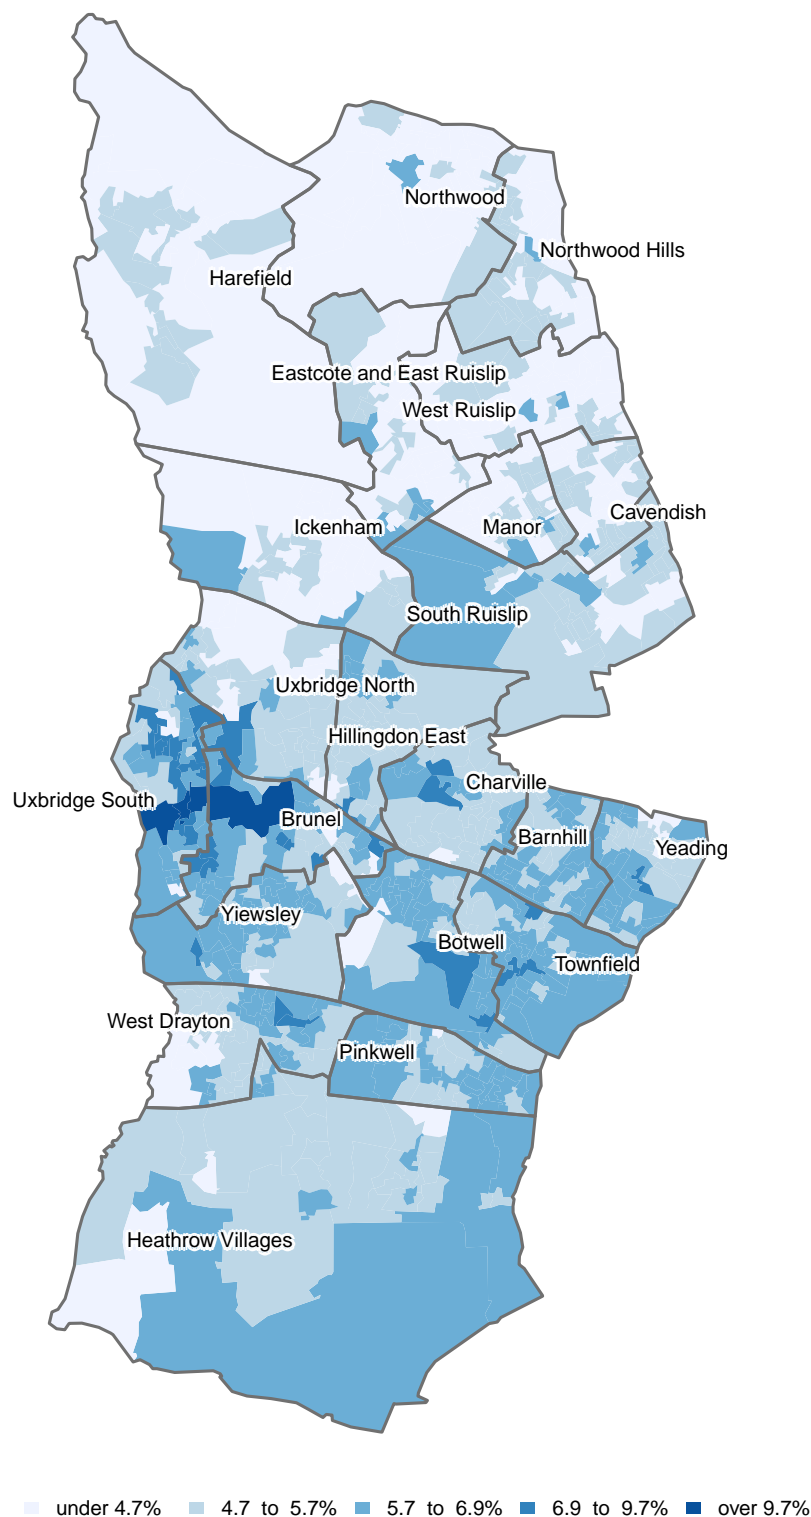 Northwood
Northwood Hills
Harefield
Eastcote and East Ruislip
West Ruislip
Cavendish
Ickenham
Manor
South Ruislip
Uxbridge North
Hillingdon East
Charville
Uxbridge South
Brunel
Barnhill
Yeading
Yiewsley
Botwell
Townfield
West Drayton
Pinkwell
Heathrow Villages
under 4.7% 4.7 to 5.7% 5.7 to 6.9% 6.9 to 9.7% over 9.7%